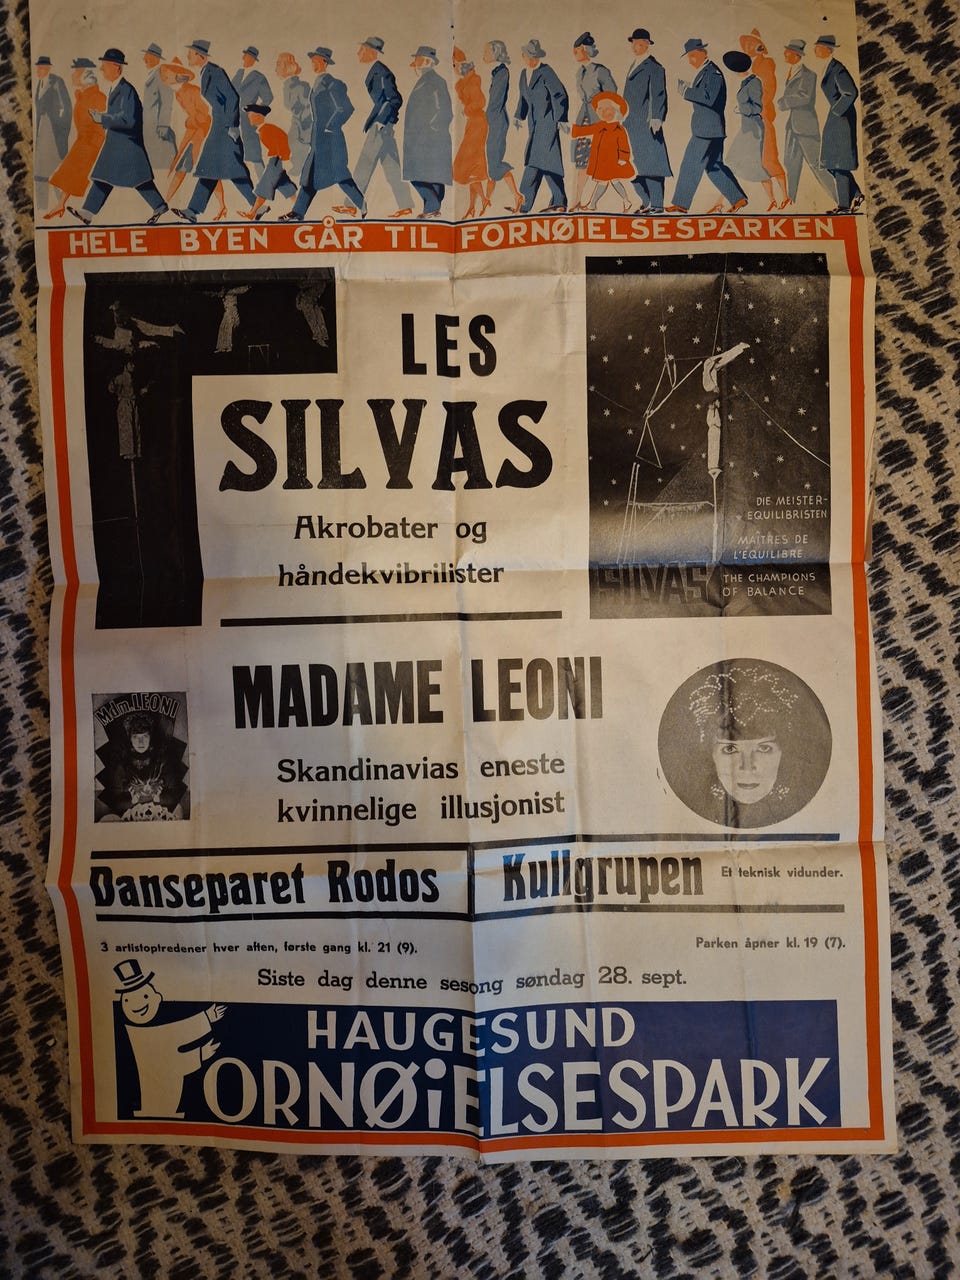 HELE BYEN GÅR TIL FORNØIELSESPARKEN
LES
SILVAS
Akrobater og
håndekvibrilister
DIE MEISTER-
EQUILIBRISTEN
MAÎTRES DE
L'ÉQUILIBRE
THE CHAMPIONS
OF BALANCE
SILVAS
MADAME LEONI
Mdm. LEONI
Skandinavias eneste
kvinnelige illusjonist
Danseparet Rodos
Kullgrupen
Et teknisk vidunder.
3 artistoptredener hver aften, første gang kl. 21 (9).
Parken åpner kl. 19 (7).
Siste dag denne sesong søndag 28. sept.
HAUGESUND
FORNØiELSESPARK